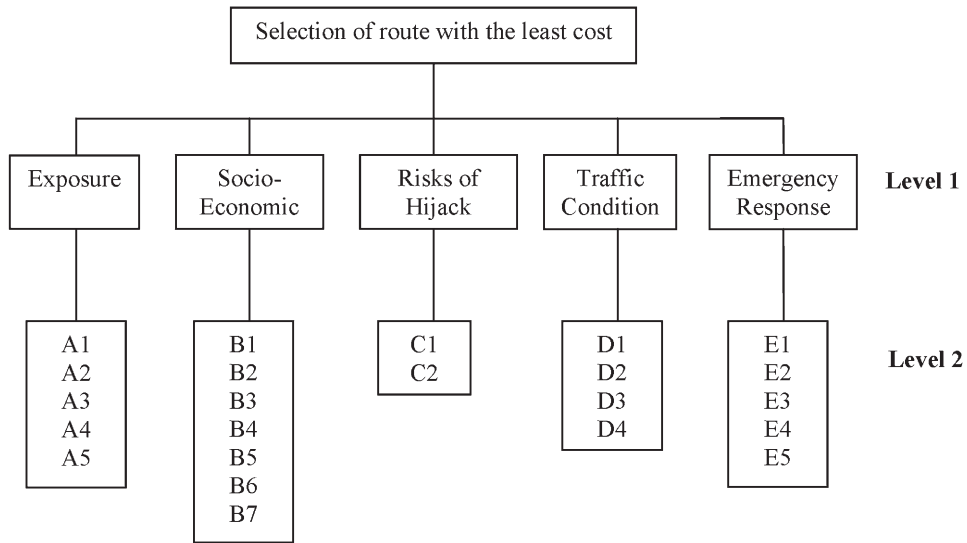 Selection of route with the least cost
Exposure
Socio-
Economic
Risks of
Hijack
Traffic
Condition
Emergency
Response
Level 1
A1
A2
A3
A4
A5
B1
B2
B3
B4
B5
B6
B7
C1
C2
D1
D2
D3
D4
E1
E2
E3
E4
E5
Level 2